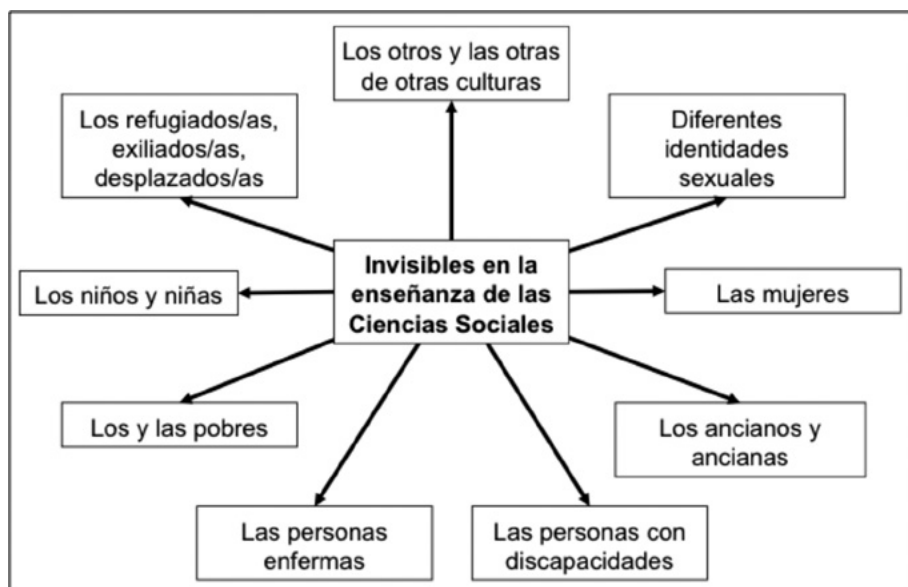 Los otros y las otras
de otras culturas
Los refugiados/as,
exiliados/as,
desplazados/as
Diferentes
identidades
sexuales
Invisibles en la
enseñanza de las
Ciencias Sociales
Los niños y niñas
Las mujeres
Los y las pobres
Los ancianos y
ancianas
Las personas
enfermas
Las personas con
discapacidades